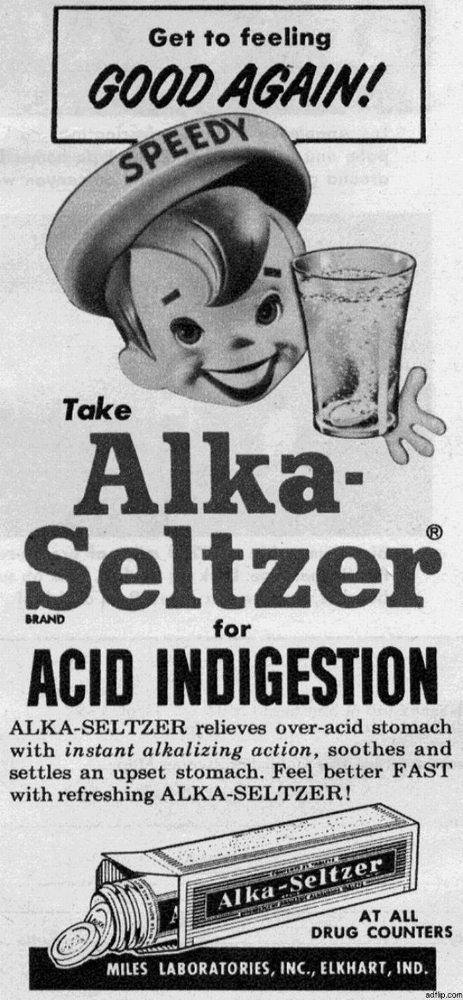 Get to feeling
GOOD AGAIN!
SPEEDY
Take
Alka-
Seltzer®
BRAND
for
ACID INDIGESTION
ALKA-SELTZER relieves over-acid stomach
with instant alkalizing action, soothes and
settles an upset stomach. Feel better FAST
with refreshing ALKA-SELTZER!
Alka-Seltzer
AT ALL
DRUG COUNTERS
MILES LABORATORIES, INC., ELKHART, IND.
adflip.com